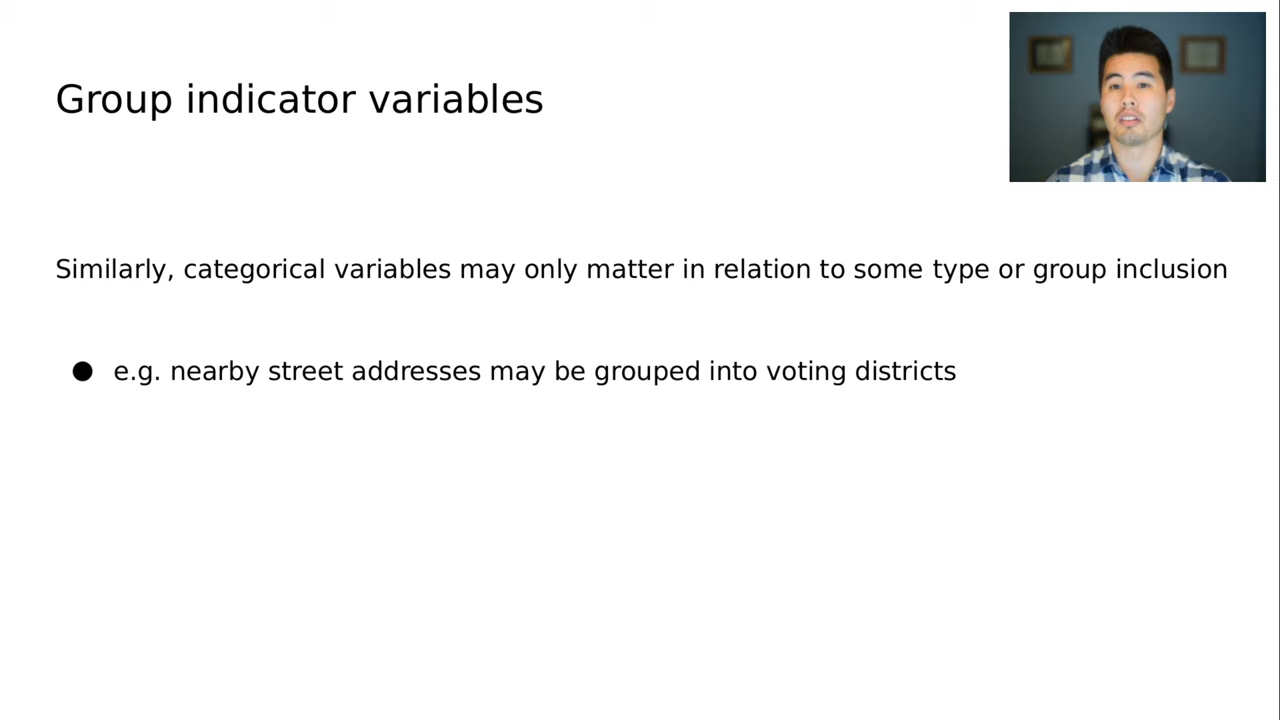 Group indicator variables
Similarly, categorical variables may only matter in relation to some type or group inclusion
● e.g. nearby street addresses may be grouped into voting districts